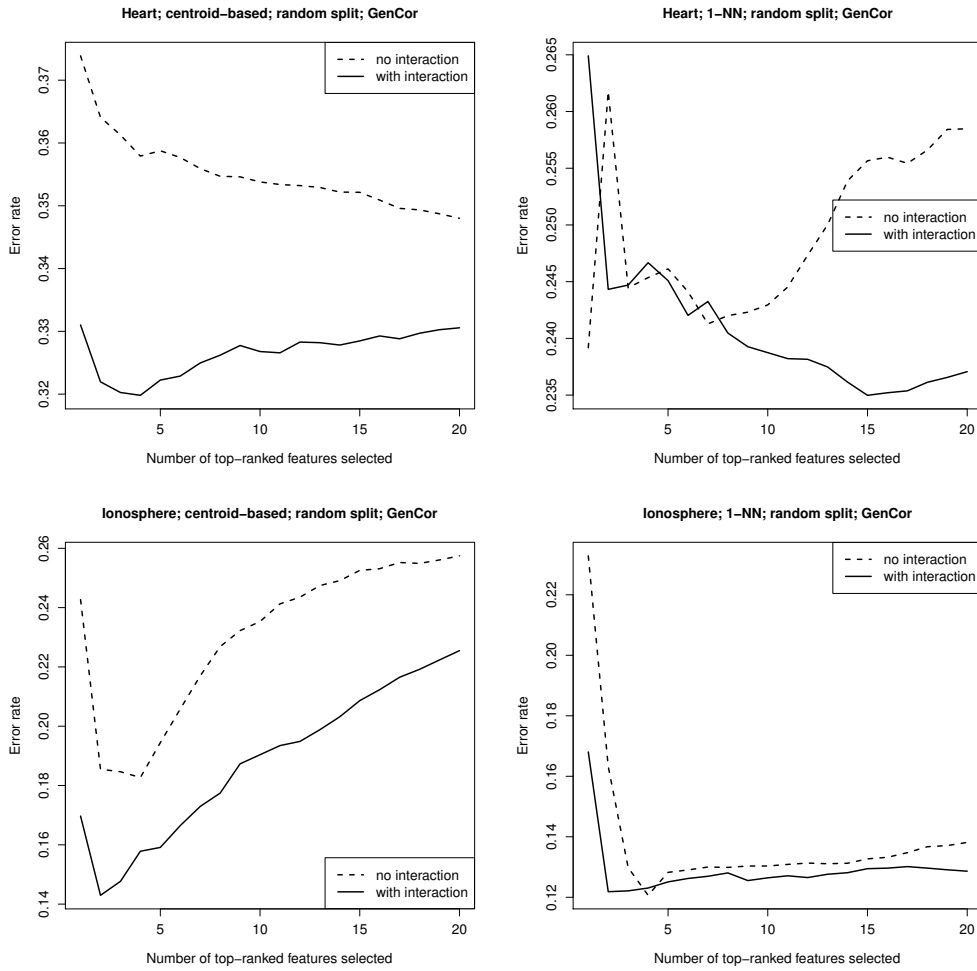 Heart; centroid−based; random split; GenCor
no interaction
with interaction
Error rate
0.37
0.36
0.35
0.34
0.33
0.32
5 10 15 20
Number of top−ranked features selected
Heart; 1−NN; random split; GenCor
no interaction
with interaction
Error rate
0.265
0.260
0.255
0.250
0.245
0.240
0.235
5 10 15 20
Number of top−ranked features selected
Ionosphere; centroid−based; random split; GenCor
no interaction
with interaction
Error rate
0.26
0.24
0.22
0.20
0.18
0.16
0.14
5 10 15 20
Number of top−ranked features selected
Ionosphere; 1−NN; random split; GenCor
no interaction
with interaction
Error rate
0.22
0.20
0.18
0.16
0.14
0.12
5 10 15 20
Number of top−ranked features selected